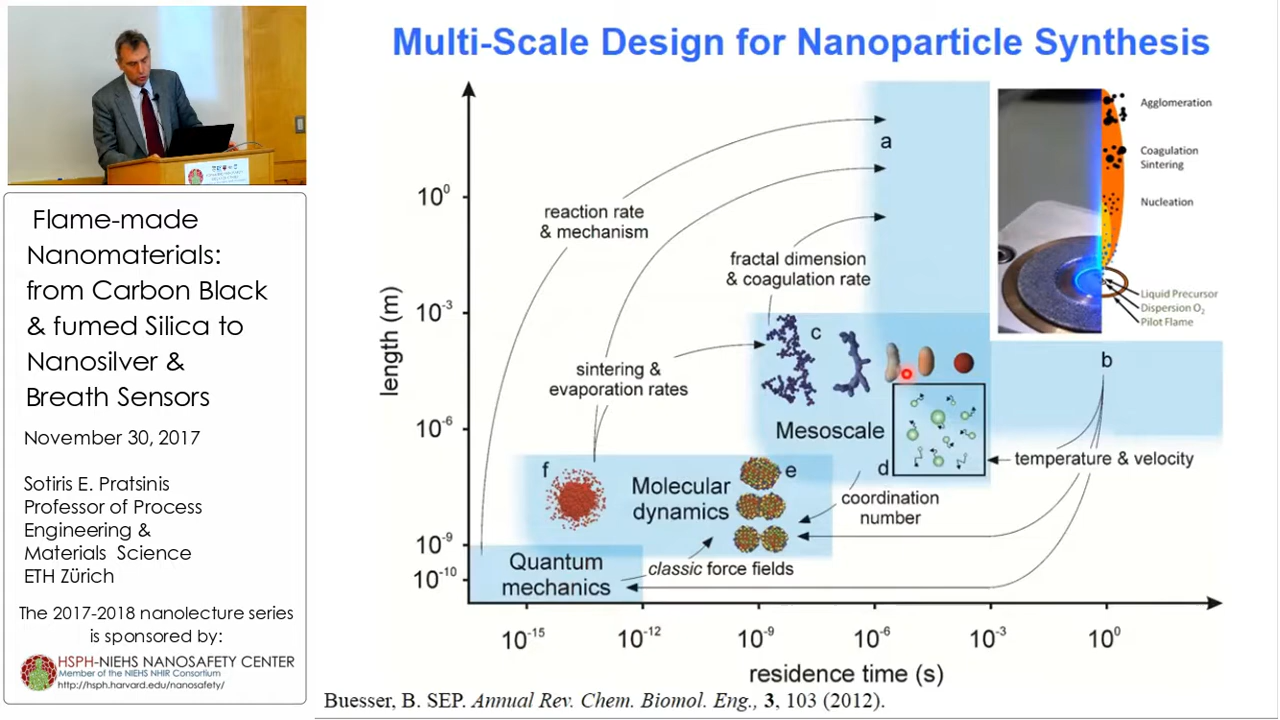 Multi-Scale Design for Nanoparticle Synthesis
Flame-made
Nanomaterials:
from Carbon Black
& fumed Silica to
Nanosilver &
Breath Sensors
November 30, 2017
Sotiris E. Pratsinis
Professor of Process
Engineering &
Materials Science
ETH Zürich
The 2017-2018 nanolecture series
is sponsored by:
HSPH-NIEHS NANOSAFETY CENTER
Member of the NIEHS NHIR Consortium
http://hsph.harvard.edu/nanosafety/
length (m)
10⁰
10⁻³
10⁻⁶
10⁻⁹
10⁻¹⁰
reaction rate
& mechanism
a
fractal dimension
& coagulation rate
sintering &
evaporation rates
c
b
Mesoscale
d
temperature & velocity
f
Molecular
dynamics
e
coordination
number
Quantum
mechanics
classic force fields
10⁻¹⁵
10⁻¹²
10⁻⁹
10⁻⁶
10⁻³
10⁰
residence time (s)
Agglomeration
Coagulation
Sintering
Nucleation
Liquid Precursor
Dispersion O₂
Pilot Flame
Buesser, B. SEP. Annual Rev. Chem. Biomol. Eng., 3, 103 (2012).